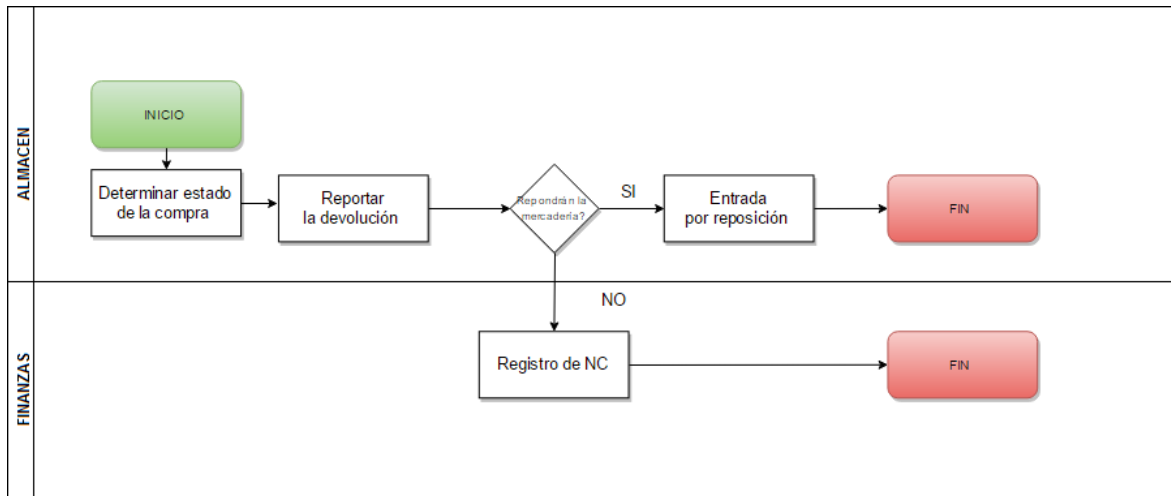 ALMACEN
INICIO
Determinar estado
de la compra
Reportar
la devolución
Repondrán la
mercadería?
SI
Entrada
por reposición
FIN
FINANZAS
NO
Registro de NC
FIN